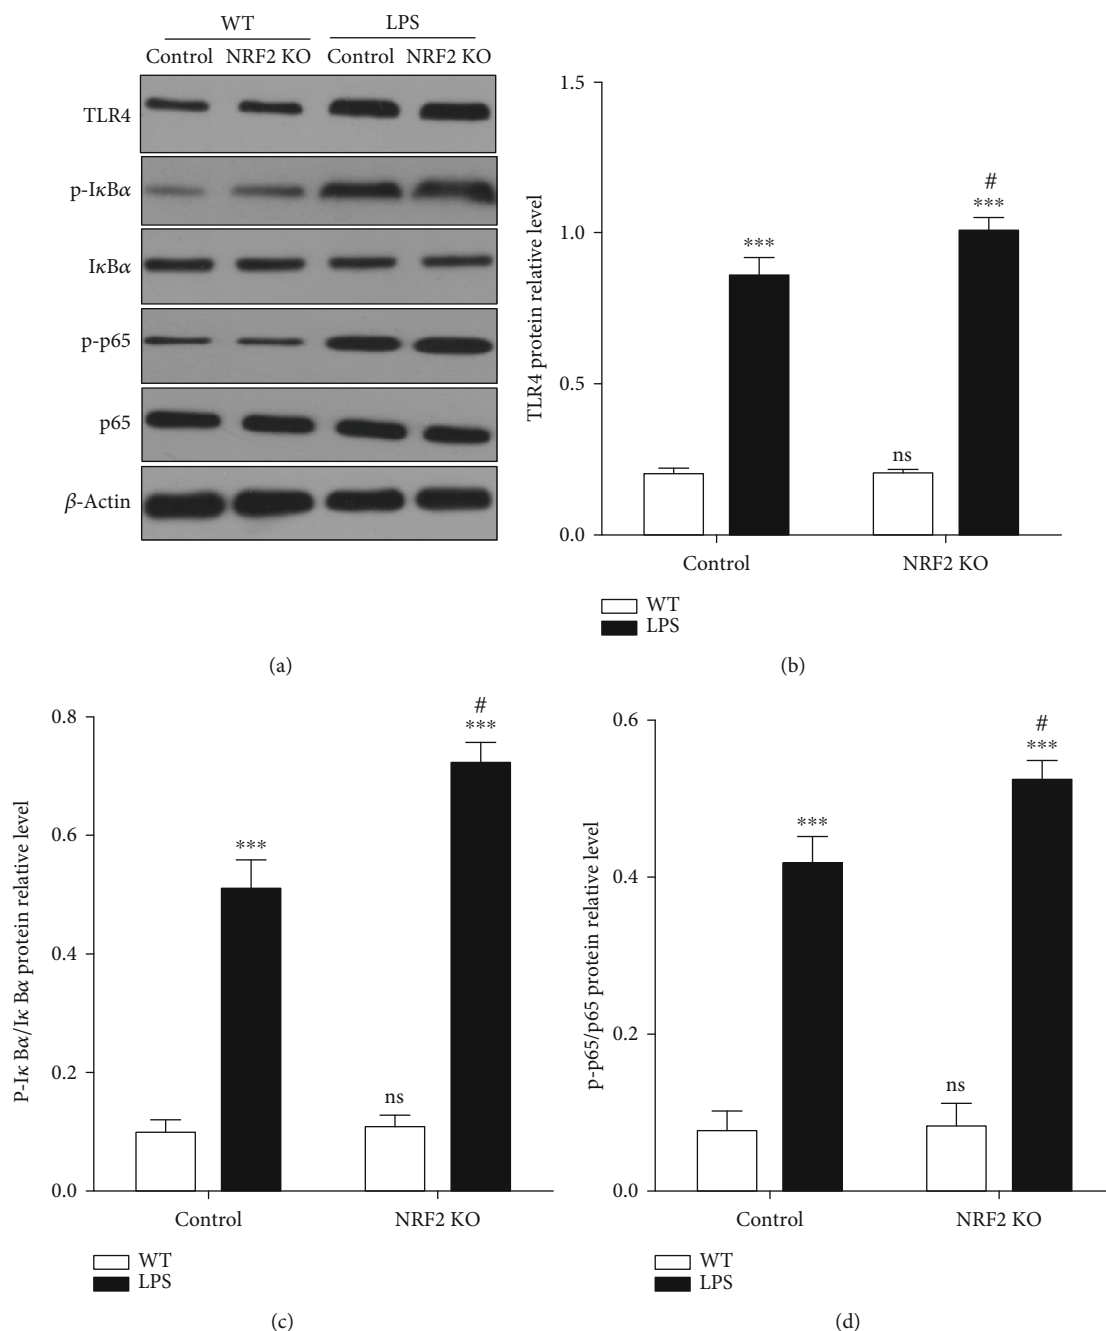 WT LPS
Control NRF2 KO Control NRF2 KO
TLR4
p-IκBα
IκBα
p-p65
p65
β-Actin
(a)
TLR4 protein relative level
1.5
1.0
0.5
0.0
***
ns
#
***
Control NRF2 KO
WT
LPS
(b)
P-Iκ Bα/Iκ Bα protein relative level
0.8
0.6
0.4
0.2
0.0
***
ns
#
***
Control NRF2 KO
WT
LPS
(c)
p-p65/p65 protein relative level
0.6
0.4
0.2
0.0
***
ns
#
***
Control NRF2 KO
WT
LPS
(d)